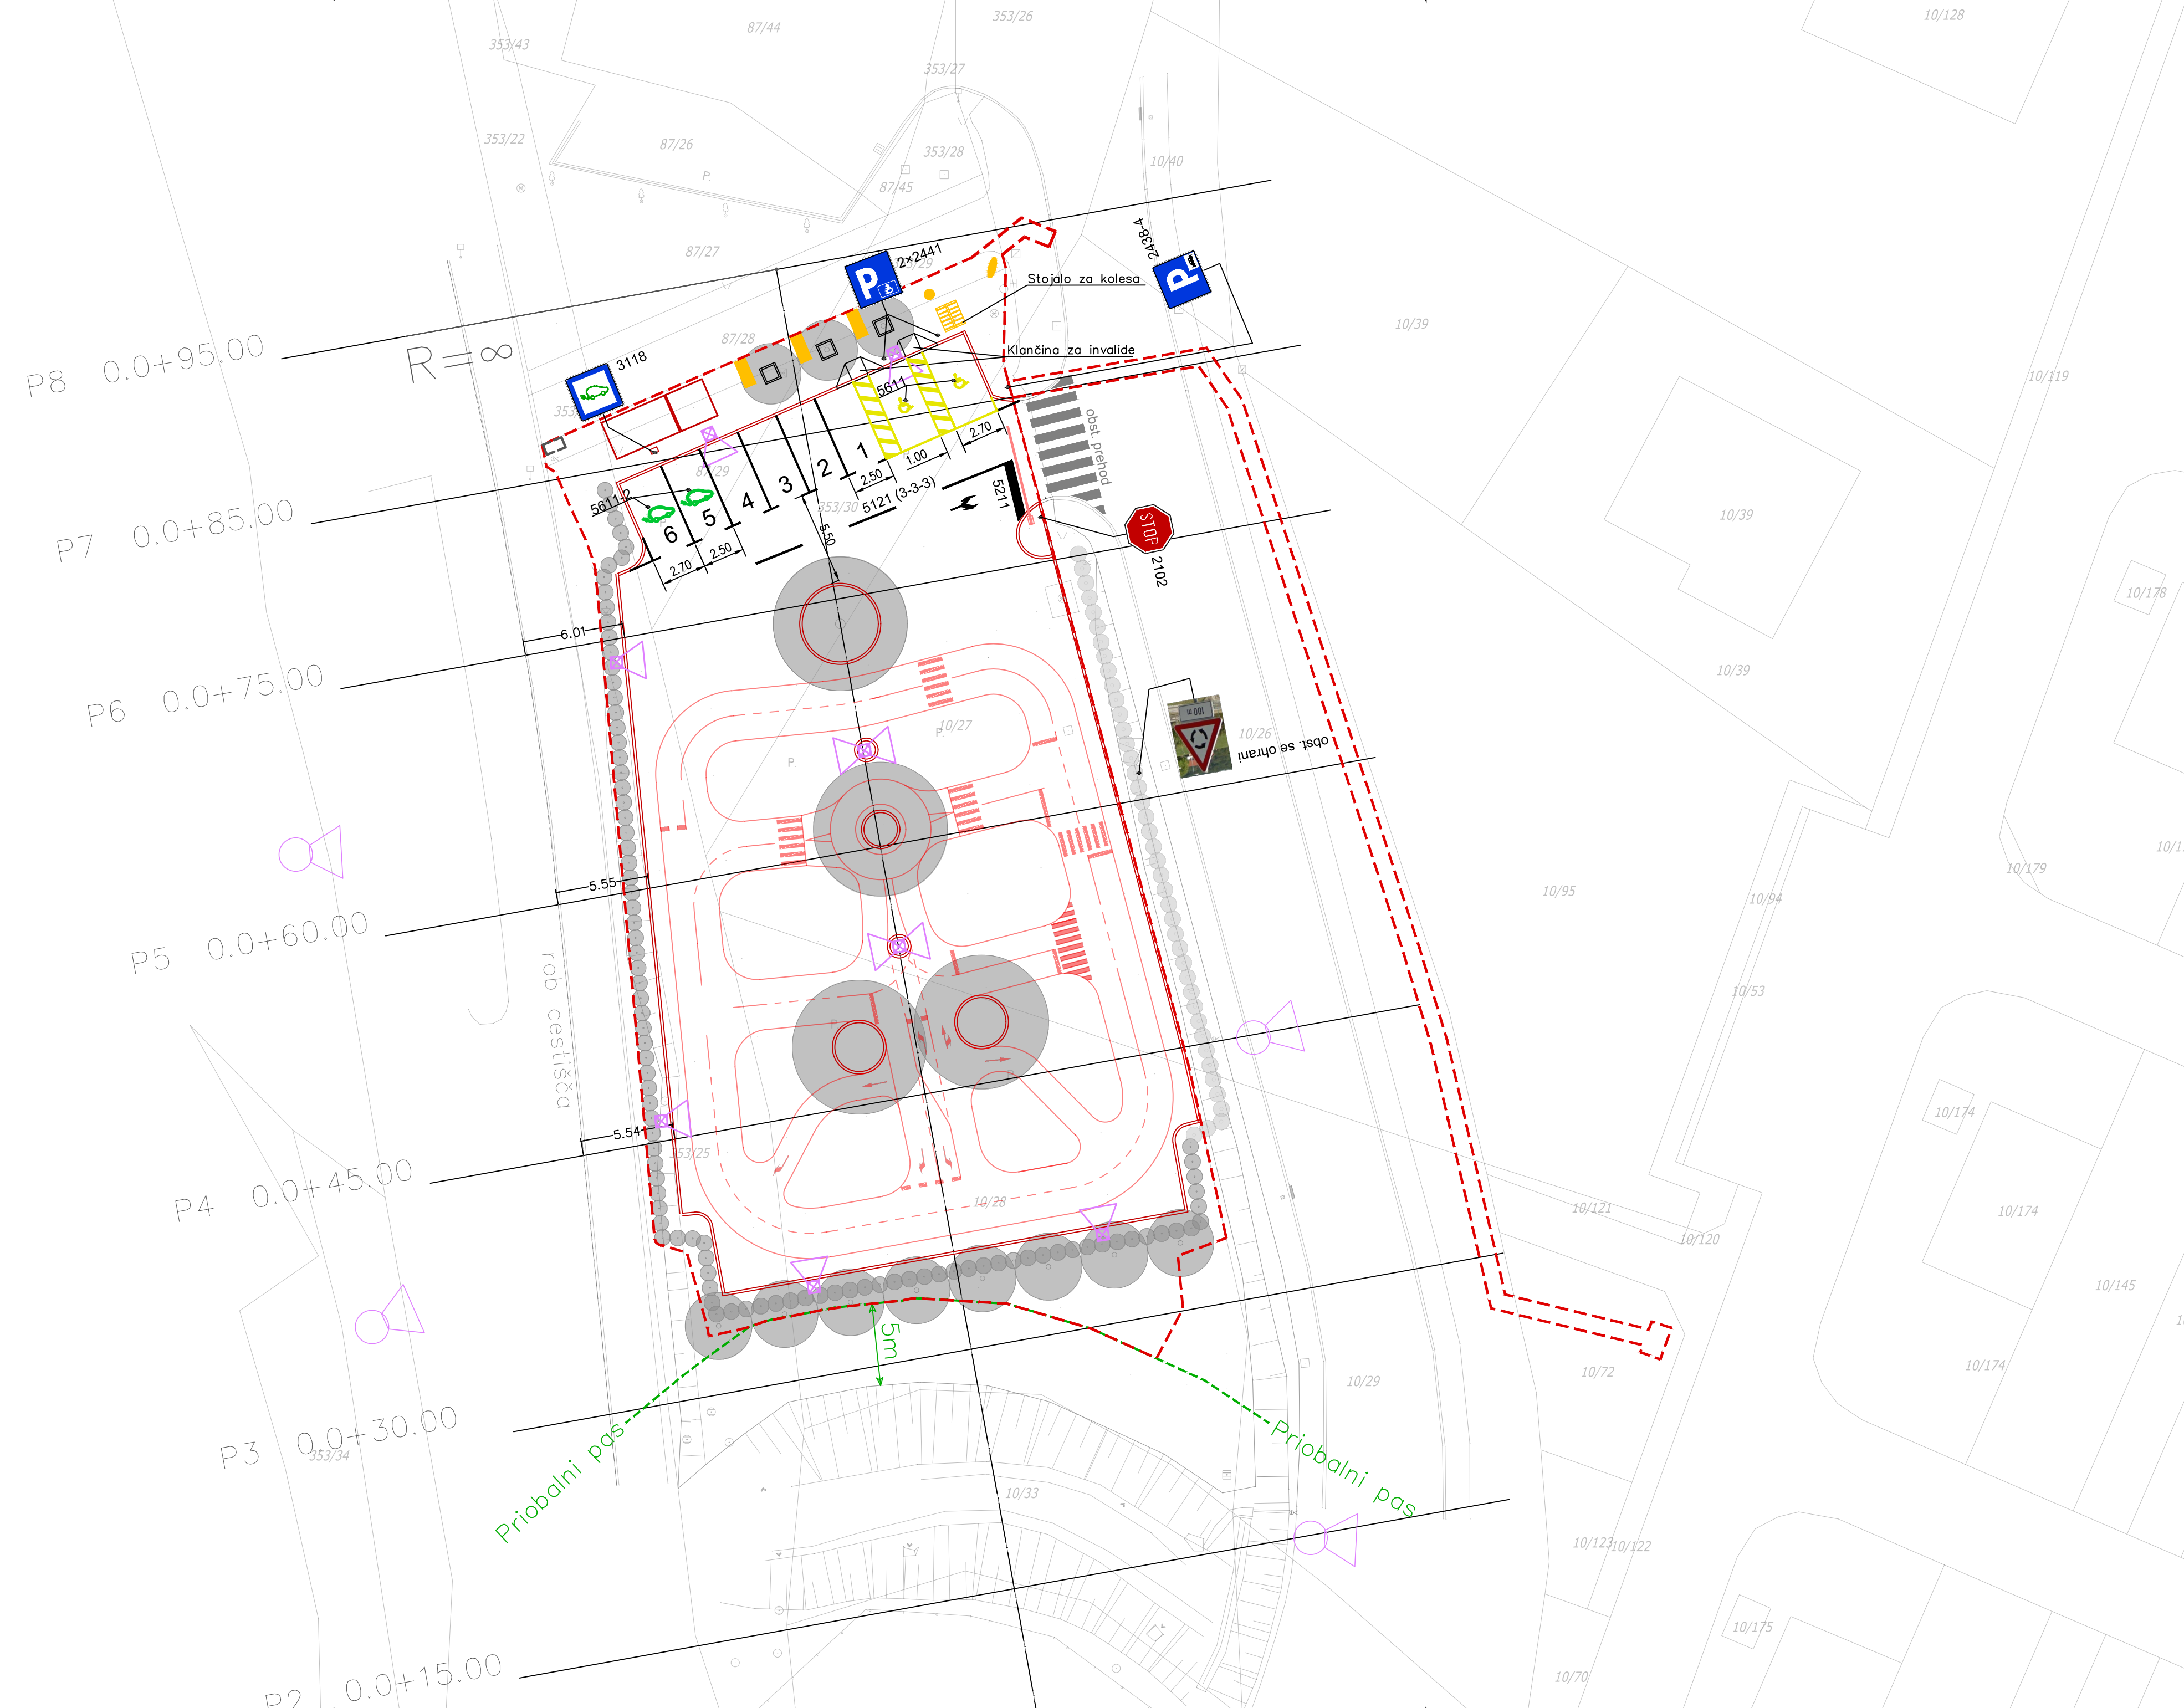 353/26
10/128
87/44
353/43
353/27
353/22
87/26
P.
353/28
10/40
87/45
2438-4
87/27
2×2441
P
P
Stojalo za kolesa
10/39
87/28
Klančina za invalide
P8 0.0+95.00
R=∞
3118
10/119
5611
obst. prehod
2.70
1.00
2.50
5121 (3-3-3)
5211
87/29
353/30
1
2
3
4
5
6
5611-2
5.50
2.50
2.70
STOP
2102
P7 0.0+85.00
10/39
10/178
6.01
P6 0.0+75.00
10/39
100 m
10/26
obst. se ohrani
10/27
P.
P.
10/179
5.55
10/95
10/94
P5 0.0+60.00
rob cestišča
10/53
P.
P.
10/174
5.54
353/25
P4 0.0+45.00
10/28
10/121
10/174
10/120
10/145
5m
10/29
10/72
10/174
Priobalni pas
Priobalni pas
P3 0.0+30.00
353/34
10/33
10/123
10/122
10/175
P2 0.0+15.00
10/70